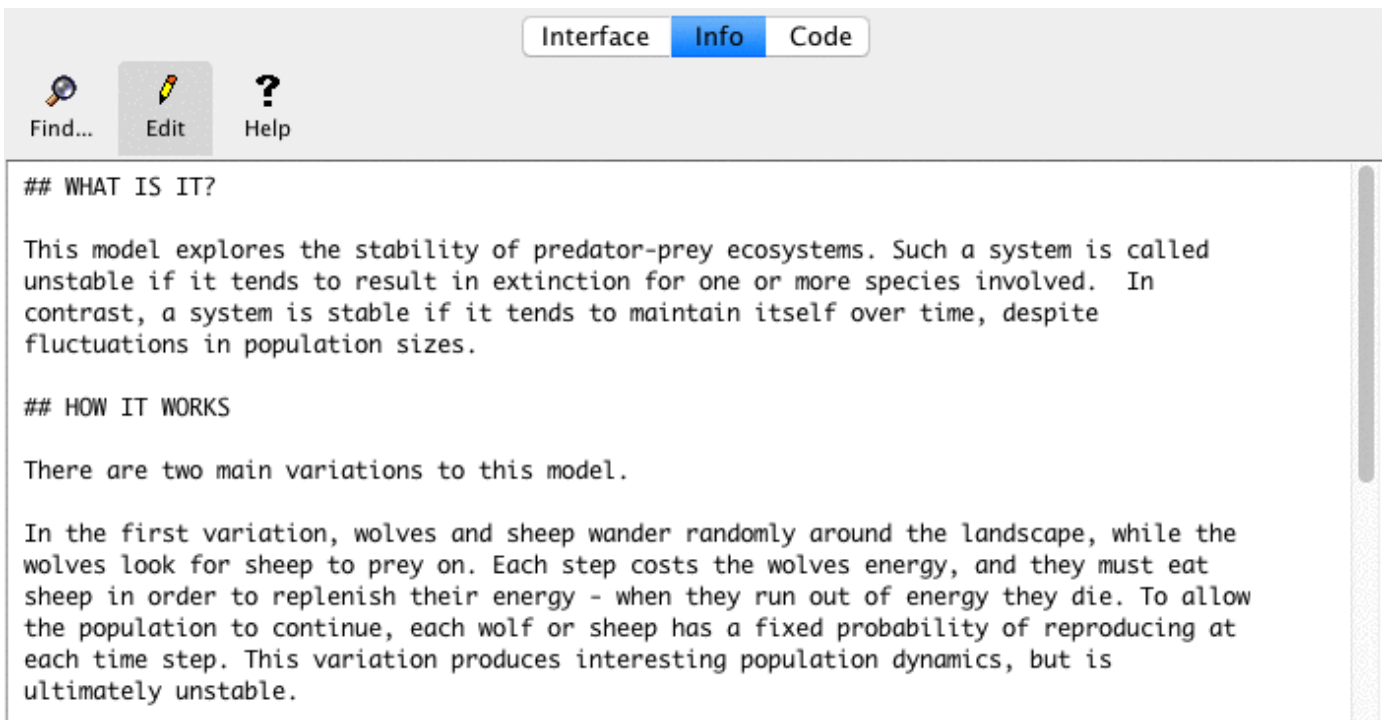 Interface Info Code
Find... Edit Help
## WHAT IS IT?
This model explores the stability of predator-prey ecosystems. Such a system is called
unstable if it tends to result in extinction for one or more species involved.  In
contrast, a system is stable if it tends to maintain itself over time, despite
fluctuations in population sizes.
## HOW IT WORKS
There are two main variations to this model.
In the first variation, wolves and sheep wander randomly around the landscape, while the
wolves look for sheep to prey on. Each step costs the wolves energy, and they must eat
sheep in order to replenish their energy - when they run out of energy they die. To allow
the population to continue, each wolf or sheep has a fixed probability of reproducing at
each time step. This variation produces interesting population dynamics, but is
ultimately unstable.